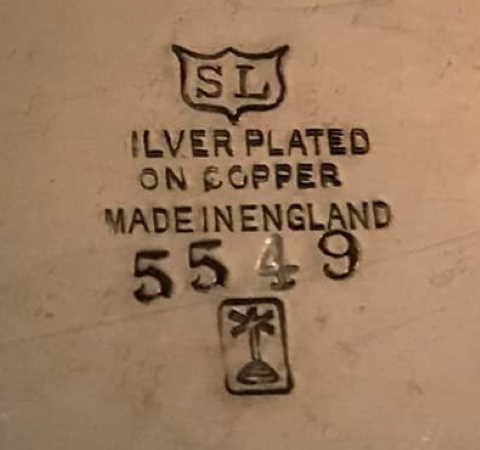 SL
ILVER PLATED
ON COPPER
MADE IN ENGLAND
5549